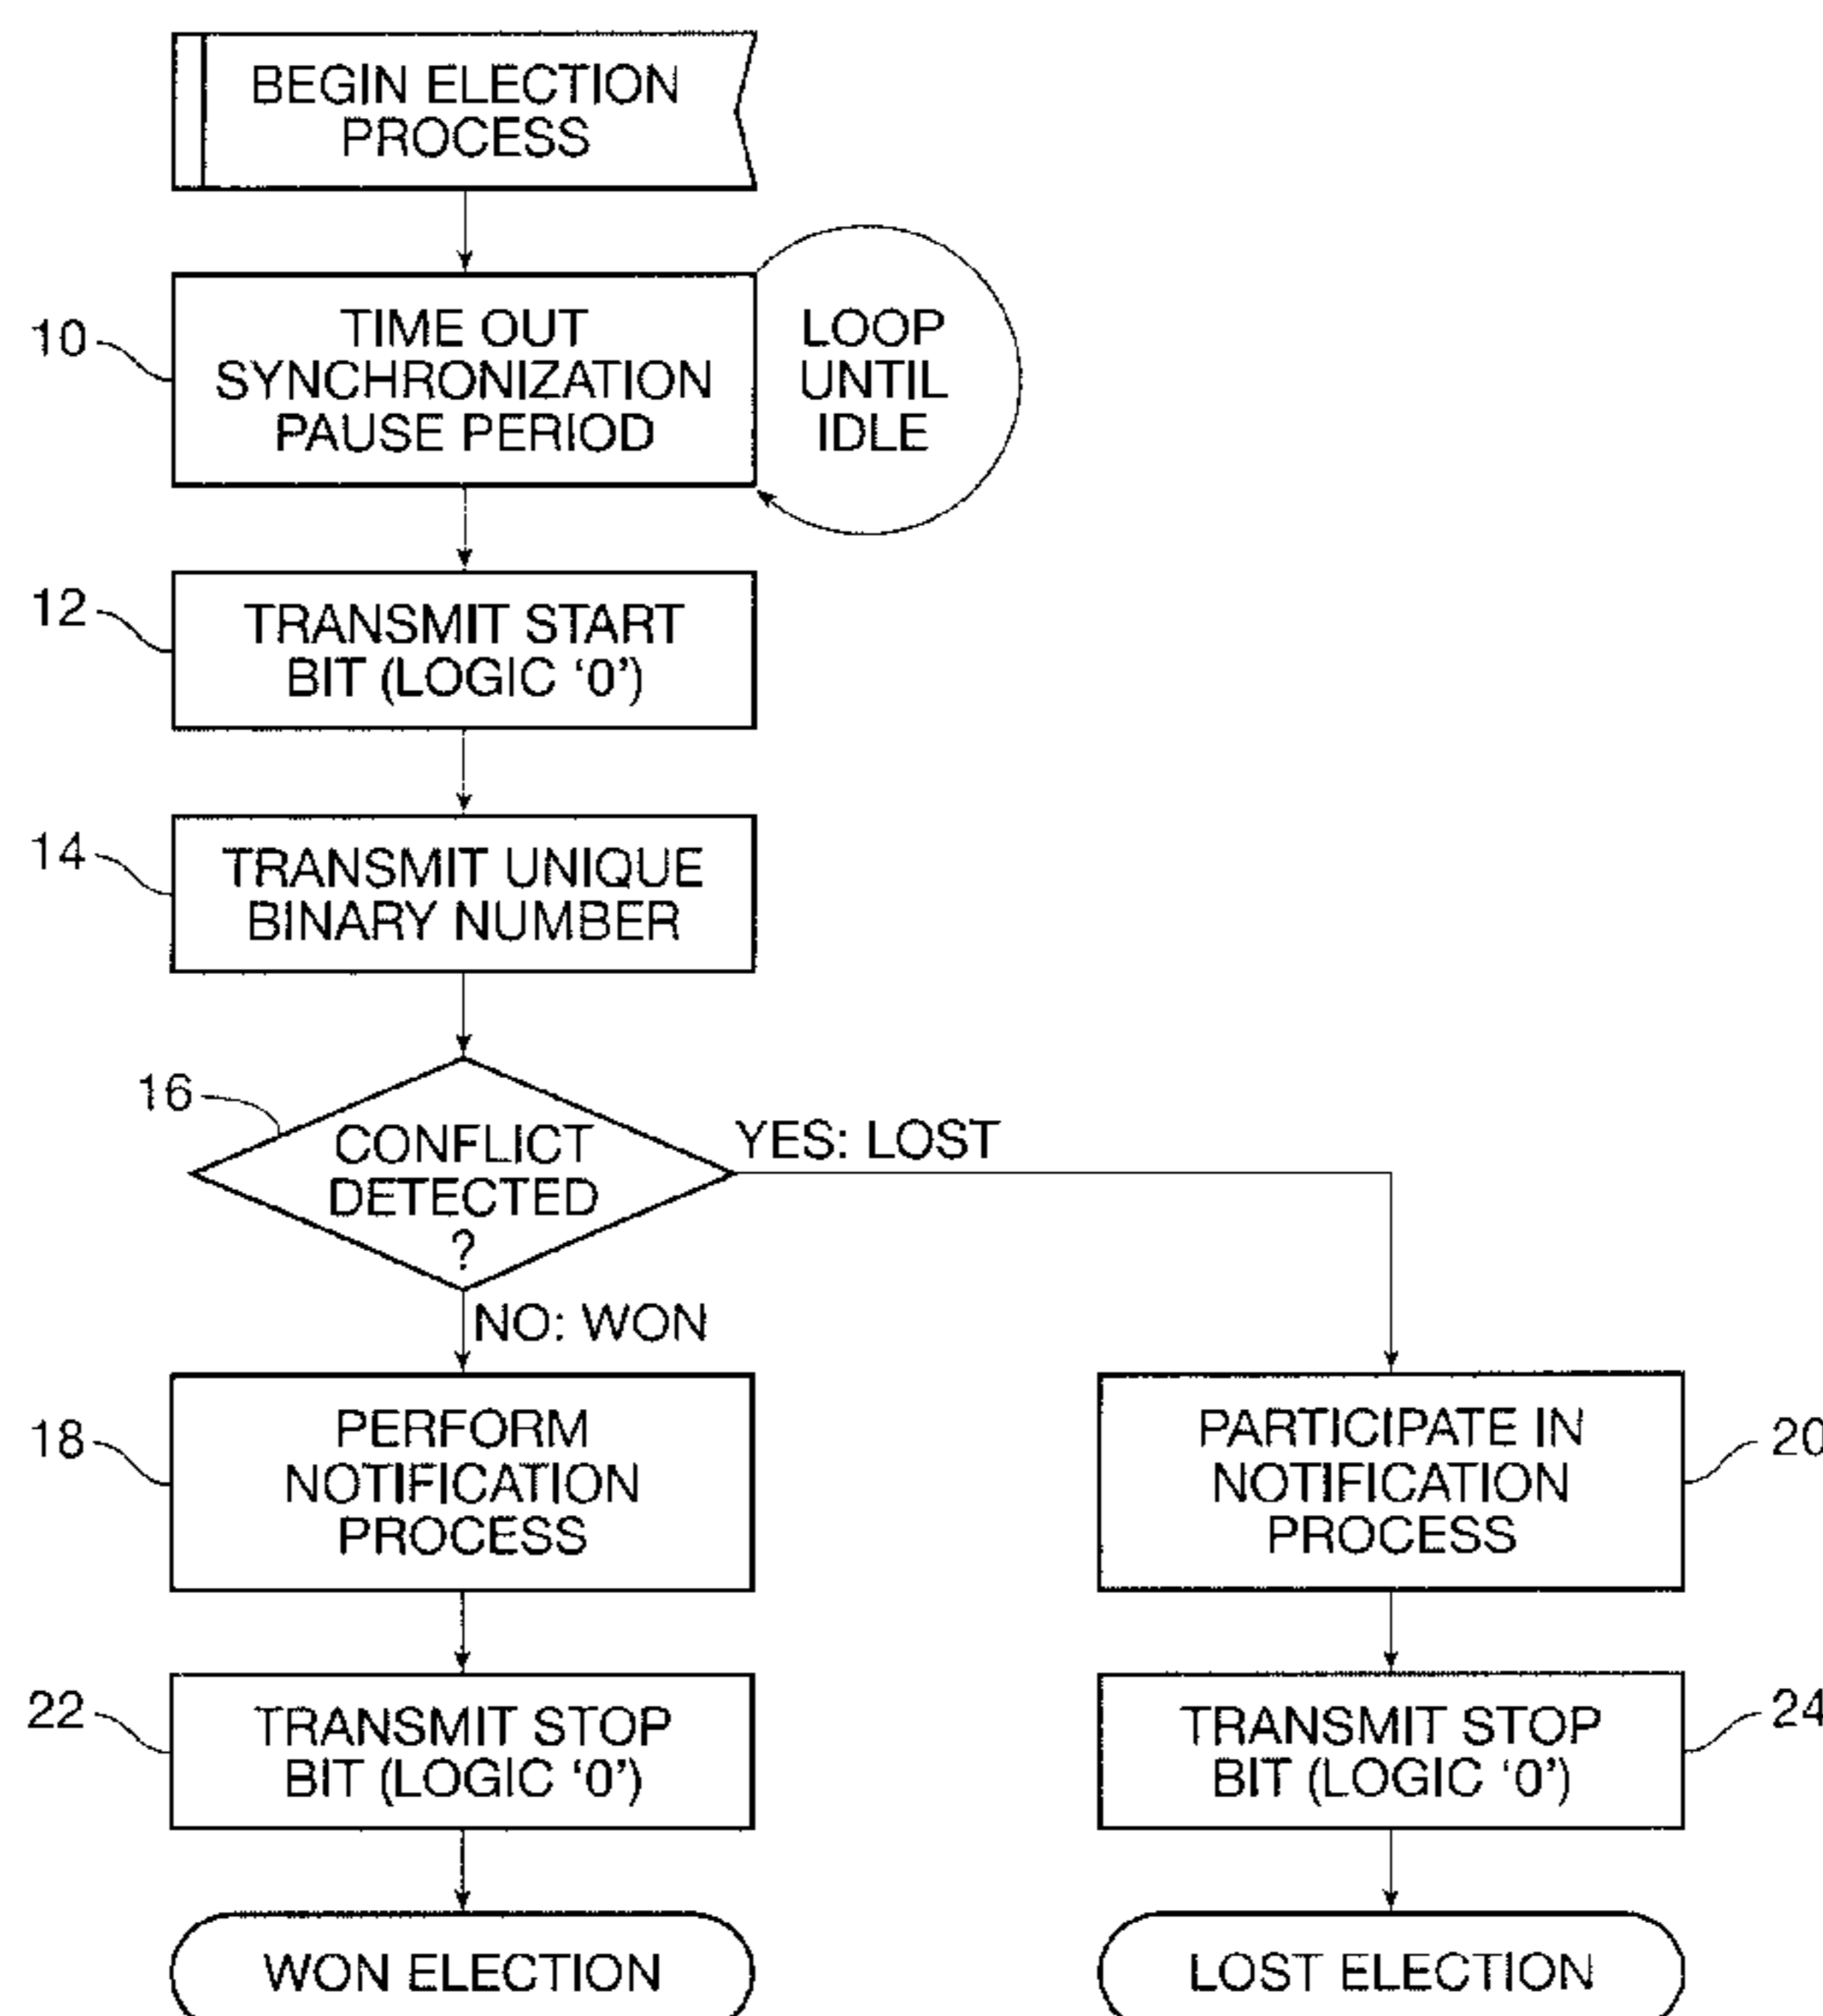 BEGIN ELECTION
PROCESS
10
TIME OUT
SYNCHRONIZATION
PAUSE PERIOD
LOOP
UNTIL
IDLE
12
TRANSMIT START
BIT (LOGIC ‘0’)
14
TRANSMIT UNIQUE
BINARY NUMBER
16
CONFLICT
DETECTED
?
YES: LOST
NO: WON
18
PERFORM
NOTIFICATION
PROCESS
PARTICIPATE IN
NOTIFICATION
PROCESS
20
22
TRANSMIT STOP
BIT (LOGIC ‘0’)
TRANSMIT STOP
BIT (LOGIC ‘0’)
24
WON ELECTION
LOST ELECTION